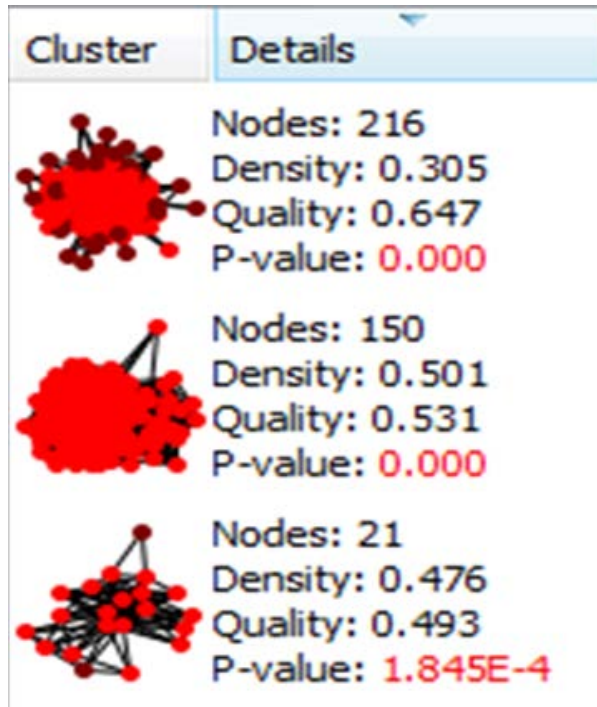 Cluster Details
Nodes: 216
Density: 0.305
Quality: 0.647
P-value: 0.000
Nodes: 150
Density: 0.501
Quality: 0.531
P-value: 0.000
Nodes: 21
Density: 0.476
Quality: 0.493
P-value: 1.845E-4